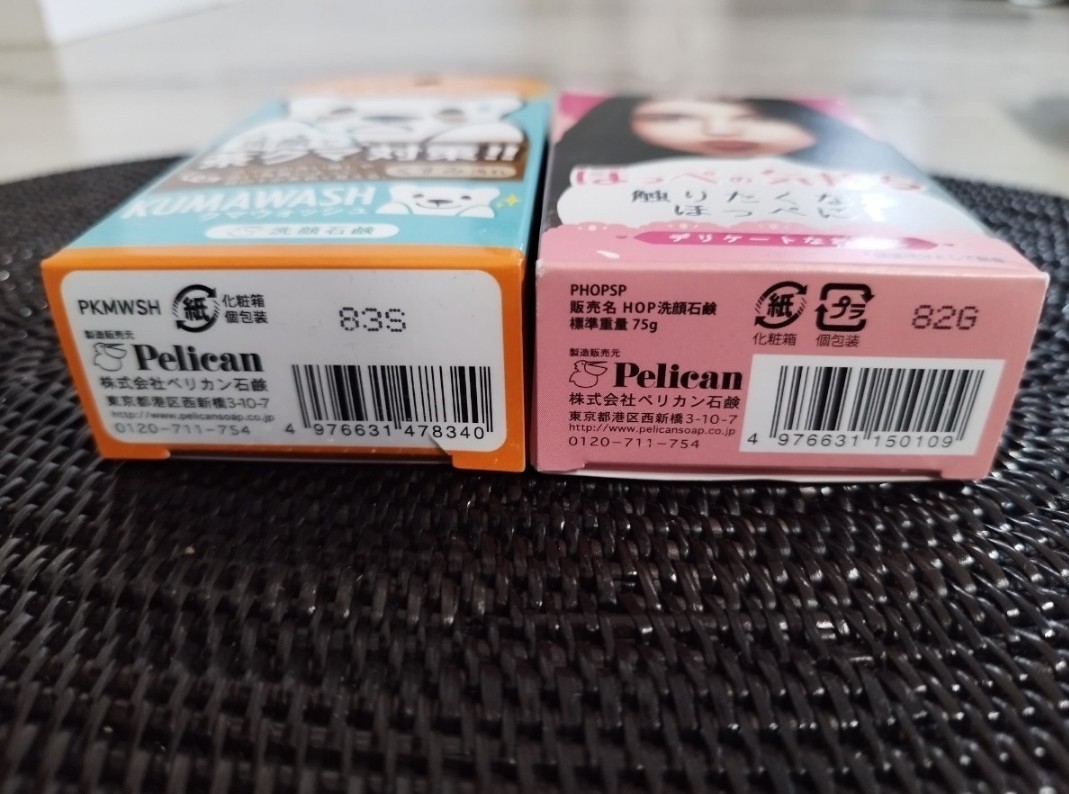 対策!!
KUMAWASH
クマウォッシュ
洗顔石鹸
PKMWSH
紙
化粧箱
個包装
83S
製造販売元
Pelican
株式会社ペリカン石鹸
東京都港区西新橋3-10-7
http://www.pelicansoap.co.jp
0120-711-754
4 976631 478340
触りたくな
ほっぺに
デリケートな
PHOPSP
販売名 HOP洗顔石鹸
標準重量 75g
紙
化粧箱
プラ
個包装
82G
製造販売元
Pelican
株式会社ペリカン石鹸
東京都港区西新橋3-10-7
http://www.pelicansoap.co.jp
0120-711-754
4 976631 150109